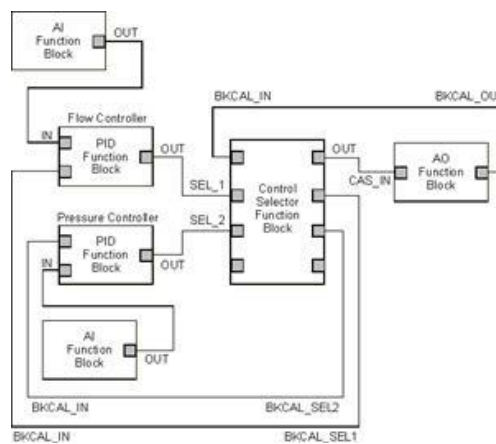 AI
Function
Block
OUT
BKCAL_IN
BKCAL_OU
Flow Controller
IN
PID
Function
Block
OUT
OUT
AO
Function
Block
CAS_IN
SEL_1
Control
Selector
Function
Block
Pressure Controller
SEL_2
PID
Function
Block
IN
OUT
AI
Function
Block
OUT
BKCAL_IN
BKCAL_SEL2
BKCAL_IN
BKCAL_SEL1